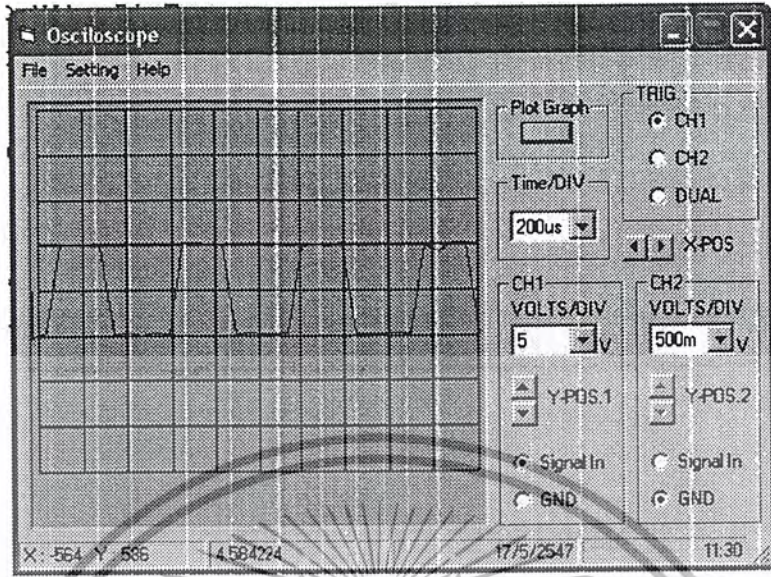 Osciloscope
File Setting Help
Plot Graph
TRIG.
CH1
CH2
DUAL
Time/DIV
200us
X-POS
CH1
VOLTS/DIV
5 V
Y-POS.1
Signal In
GND
CH2
VOLTS/DIV
500m V
Y-POS.2
Signal In
GND
X : -564 Y : 536 4.584224 17/5/2547 11:30